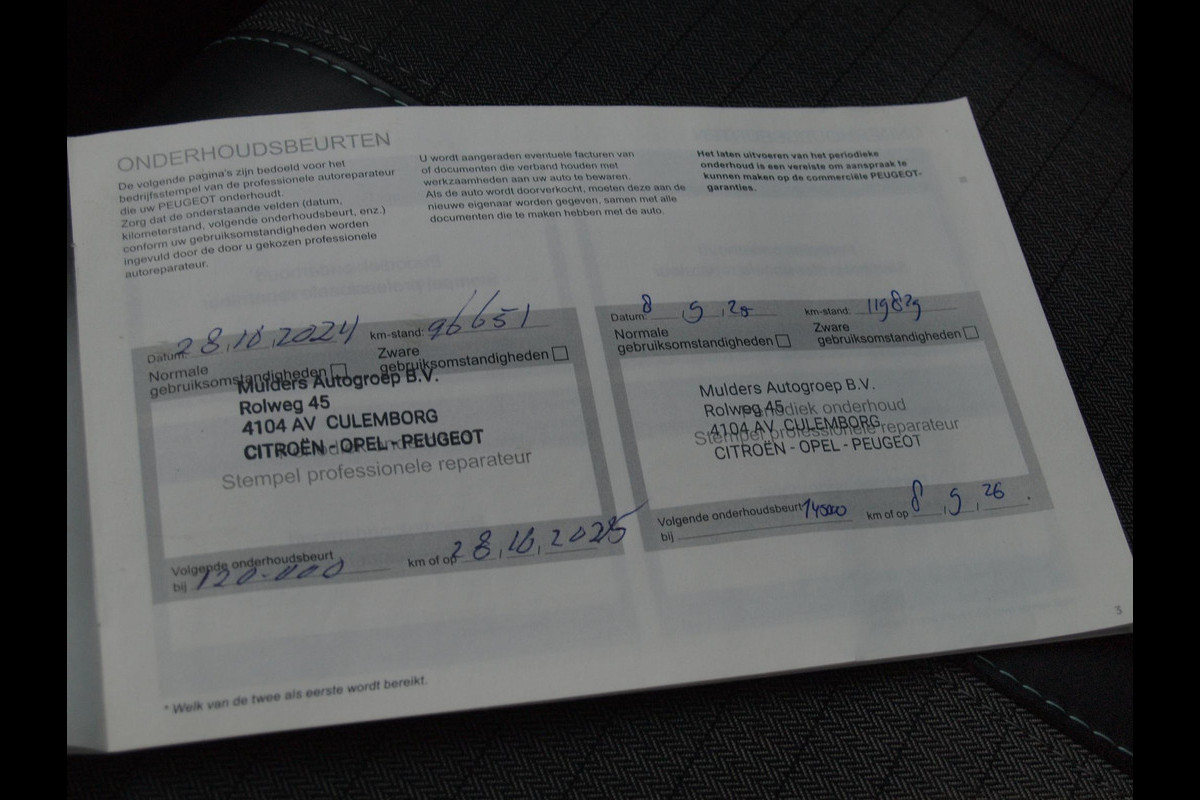 ONDERHOUDSBEURTEN
De volgende pagina's zijn bedoeld voor het
bedrijfsstempel van de professionele autoreparateur
die uw PEUGEOT onderhoudt.
Zorg dat de onderstaande velden (datum,
kilometerstand, volgende onderhoudsbeurt, enz.)
conform uw gebruiksomstandigheden worden
ingevuld door de door u gekozen professionele
autoreparateur.
U wordt aangeraden eventuele facturen van
of documenten die verband houden met
werkzaamheden aan uw auto te bewaren.
Als de auto wordt doorverkocht, moeten deze aan de
nieuwe eigenaar worden gegeven, samen met alle
documenten die te maken hebben met de auto.
Het laten uitvoeren van het periodieke
onderhoud is een vereiste om aanspraak te
kunnen maken op de commerciële PEUGEOT-
garanties.
Datum: 28.10.2024 km-stand: 96651
Normale
gebruiksomstandigheden
Zware
gebruiksomstandigheden
Mulders Autogroep B.V.
Rolweg 45
4104 AV CULEMBORG
CITROËN - OPEL - PEUGEOT
Stempel professionele reparateur
Volgende onderhoudsbeurt
bij 120.000 km of op 28.10.2025
Datum: 8.9.25 km-stand: 119829
Normale
gebruiksomstandigheden
Zware
gebruiksomstandigheden
Mulders Autogroep B.V.
Rolweg 45
Periodiek onderhoud
4104 AV CULEMBORG
Stempel professionele reparateur
CITROËN - OPEL - PEUGEOT
Volgende onderhoudsbeurt
bij km of op 8.9.26.
* Welk van de twee als eerste wordt bereikt.
3